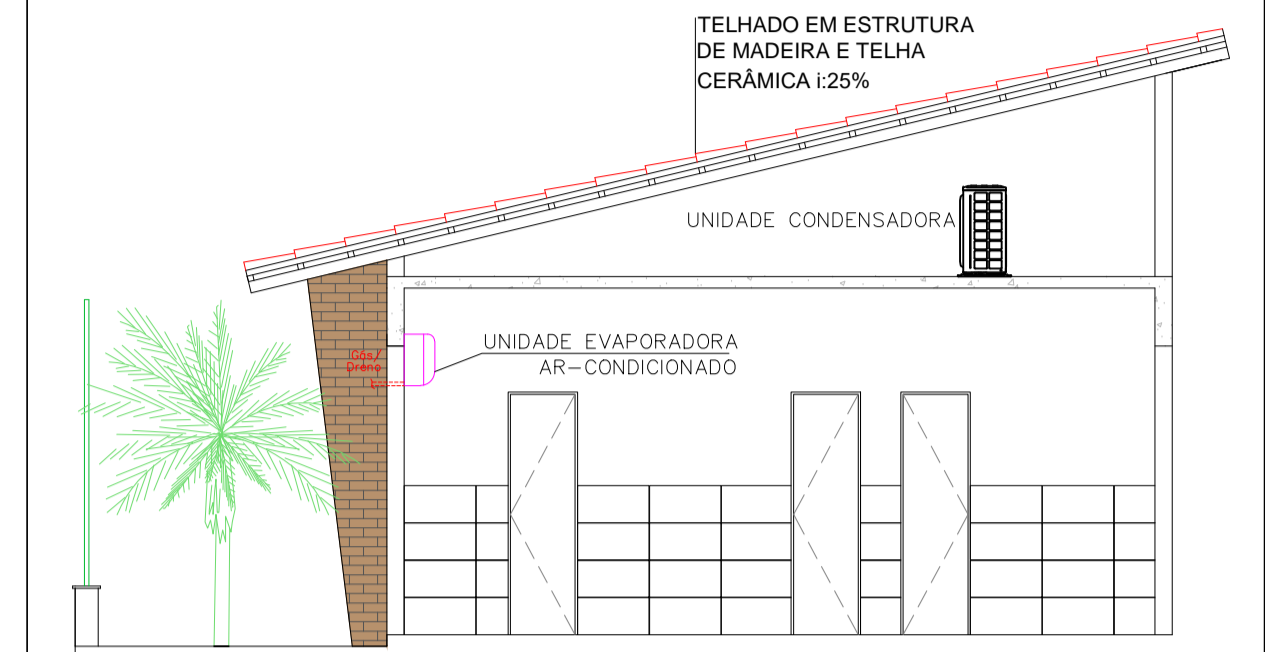 TELHADO EM ESTRUTURA
DE MADEIRA E TELHA
CERÂMICA i:25%
UNIDADE CONDENSADORA
UNIDADE EVAPORADORA
AR-CONDICIONADO
Gás/
Dreno